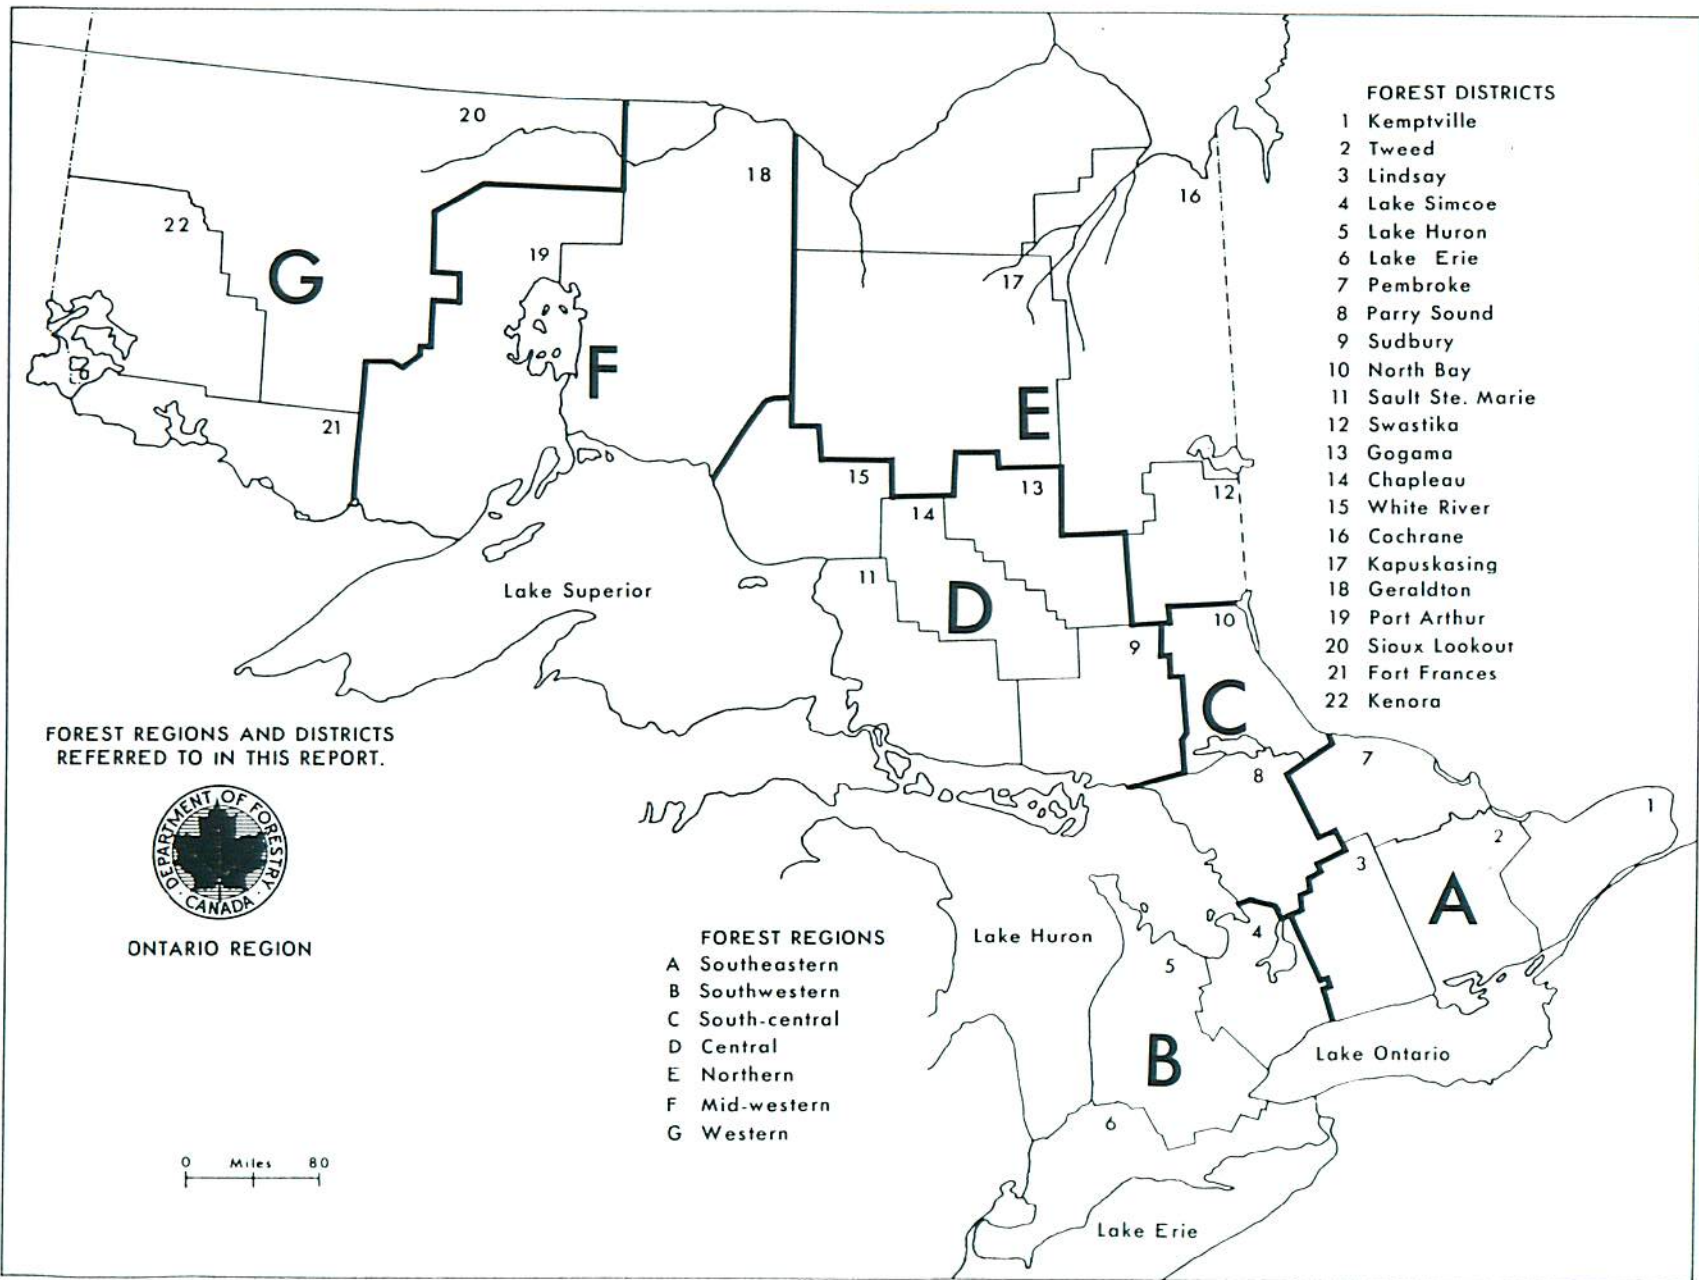 FOREST DISTRICTS
1 Kemptville
2 Tweed
3 Lindsay
4 Lake Simcoe
5 Lake Huron
6 Lake Erie
7 Pembroke
8 Parry Sound
9 Sudbury
10 North Bay
11 Sault Ste. Marie
12 Swastika
13 Gogama
14 Chapleau
15 White River
16 Cochrane
17 Kapuskasing
18 Geraldton
19 Port Arthur
20 Sioux Lookout
21 Fort Frances
22 Kenora
20
18
16
22
19
17
G
F
E
21
15
13
12
14
11
Lake Superior
D
10
9
C
7
8
1
2
3
A
4
5
B
6
Lake Huron
Lake Ontario
Lake Erie
FOREST REGIONS AND DISTRICTS
REFERRED TO IN THIS REPORT.
DEPARTMENT OF FORESTRY
· CANADA ·
ONTARIO REGION
FOREST REGIONS
A Southeastern
B Southwestern
C South-central
D Central
E Northern
F Mid-western
G Western
0 Miles 80